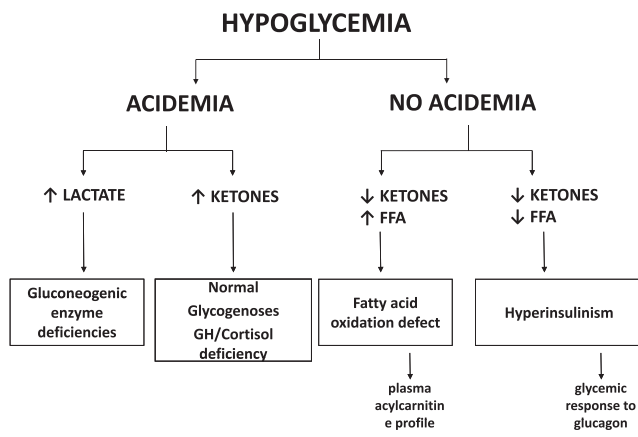 HYPOGLYCEMIA
ACIDEMIA
NO ACIDEMIA
↑ LACTATE
↑ KETONES
↓ KETONES
↑ FFA
↓ KETONES
↓ FFA
Gluconeogenic
enzyme
deficiencies
Normal
Glycogenoses
GH/Cortisol
deficiency
Fatty acid
oxidation defect
Hyperinsulinism
plasma
acylcarnitin
e profile
glycemic
response to
glucagon